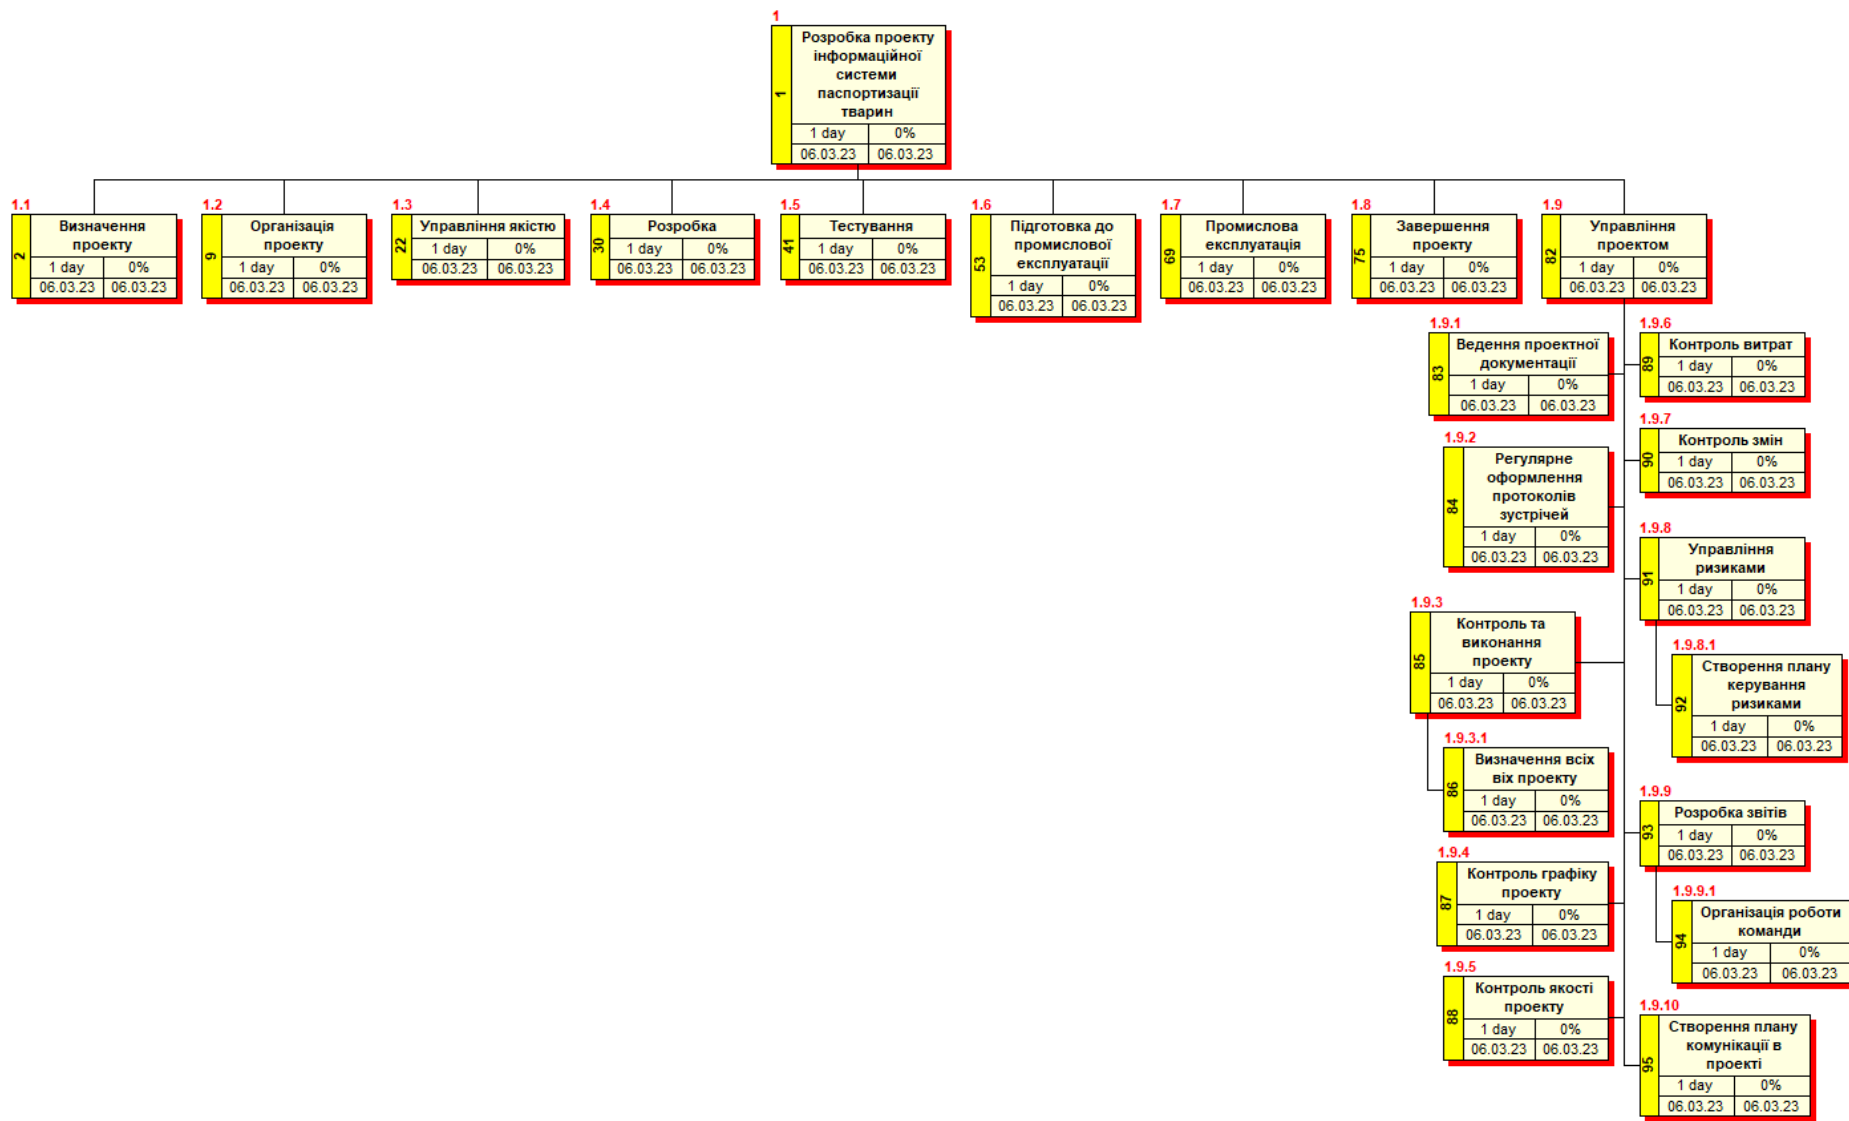 1
Розробка проекту
інформаційної
системи
паспортизації
тварин
1
1 day 0%
06.03.23 06.03.23
1.1
Визначення
проекту
2
1 day 0%
06.03.23 06.03.23
1.2
Організація
проекту
9
1 day 0%
06.03.23 06.03.23
1.3
Управління якістю
22
1 day 0%
06.03.23 06.03.23
1.4
Розробка
30
1 day 0%
06.03.23 06.03.23
1.5
Тестування
41
1 day 0%
06.03.23 06.03.23
1.6
Підготовка до
промислової
експлуатації
53
1 day 0%
06.03.23 06.03.23
1.7
Промислова
експлуатація
69
1 day 0%
06.03.23 06.03.23
1.8
Завершення
проекту
75
1 day 0%
06.03.23 06.03.23
1.9
Управління
проектом
82
1 day 0%
06.03.23 06.03.23
1.9.1
Ведення проектної
документації
83
1 day 0%
06.03.23 06.03.23
1.9.2
Регулярне
оформлення
протоколів
зустрічей
84
1 day 0%
06.03.23 06.03.23
1.9.3
Контроль та
виконання
проекту
85
1 day 0%
06.03.23 06.03.23
1.9.3.1
Визначення всіх
віх проекту
86
1 day 0%
06.03.23 06.03.23
1.9.4
Контроль графіку
проекту
87
1 day 0%
06.03.23 06.03.23
1.9.5
Контроль якості
проекту
88
1 day 0%
06.03.23 06.03.23
1.9.6
Контроль витрат
89
1 day 0%
06.03.23 06.03.23
1.9.7
Контроль змін
90
1 day 0%
06.03.23 06.03.23
1.9.8
Управління
ризиками
91
1 day 0%
06.03.23 06.03.23
1.9.8.1
Створення плану
керування
ризиками
92
1 day 0%
06.03.23 06.03.23
1.9.9
Розробка звітів
93
1 day 0%
06.03.23 06.03.23
1.9.9.1
Організація роботи
команди
94
1 day 0%
06.03.23 06.03.23
1.9.10
Створення плану
комунікації в
проекті
95
1 day 0%
06.03.23 06.03.23